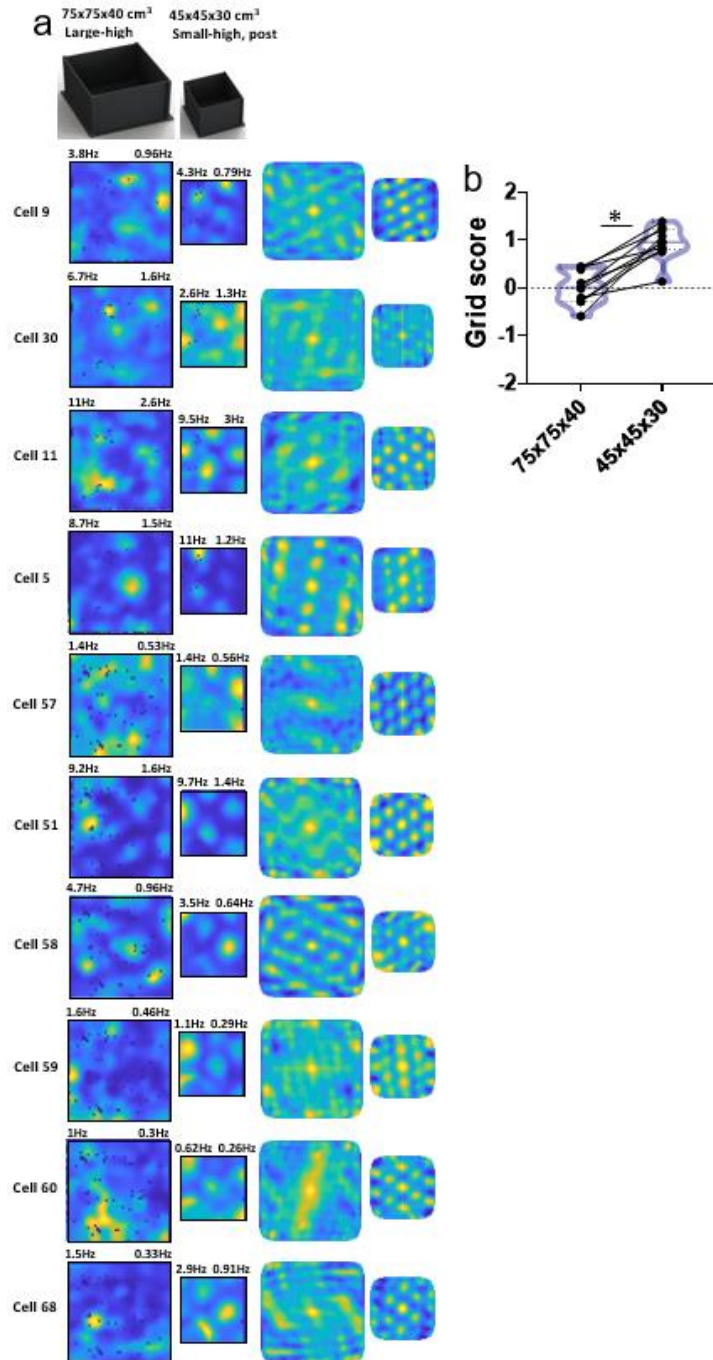 a
75x75x40 cm³ 45x45x30 cm³
Large-high Small-high, post
3.8Hz 0.96Hz 4.3Hz 0.79Hz
Cell 9
6.7Hz 1.6Hz 2.6Hz 1.3Hz
Cell 30
11Hz 2.6Hz 9.5Hz 3Hz
Cell 11
8.7Hz 1.5Hz 11Hz 1.2Hz
Cell 5
1.4Hz 0.53Hz 1.4Hz 0.56Hz
Cell 57
9.2Hz 1.6Hz 9.7Hz 1.4Hz
Cell 51
4.7Hz 0.96Hz 3.5Hz 0.64Hz
Cell 58
1.6Hz 0.46Hz 1.1Hz 0.29Hz
Cell 59
1Hz 0.3Hz 0.62Hz 0.26Hz
Cell 60
1.5Hz 0.33Hz 2.9Hz 0.91Hz
Cell 68
b
2
1
0
-1
-2
Grid score
*
75x75x40
45x45x30